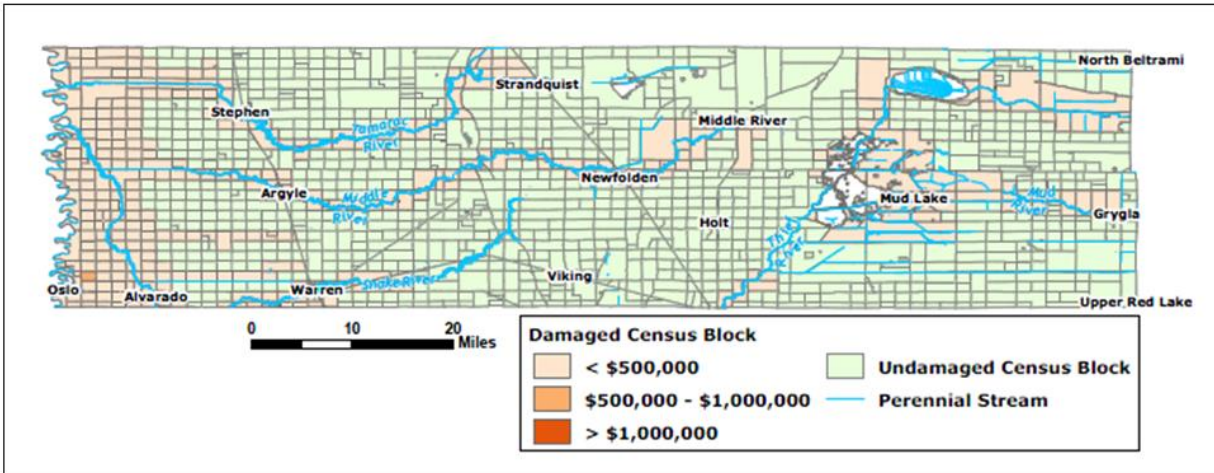 North Beltrami
Strandquist
Stephen
Middle River
Tamarac
River
Newfolden
Argyle
Middle
River
Mud Lake
Mud
River
Grygla
Holt
Thief
River
Viking
Snake River
Oslo
Alvarado
Warren
Upper Red Lake
0 10 20
Miles
Damaged Census Block
< $500,000
$500,000 - $1,000,000
> $1,000,000
Undamaged Census Block
Perennial Stream